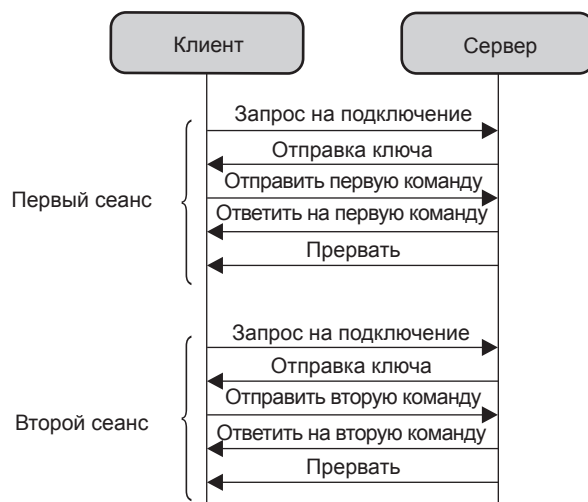 Клиент
Сервер
Запрос на подключение
Отправка ключа
Отправить первую команду
Первый сеанс
Ответить на первую команду
Прервать
Запрос на подключение
Отправка ключа
Отправить вторую команду
Второй сеанс
Ответить на вторую команду
Прервать